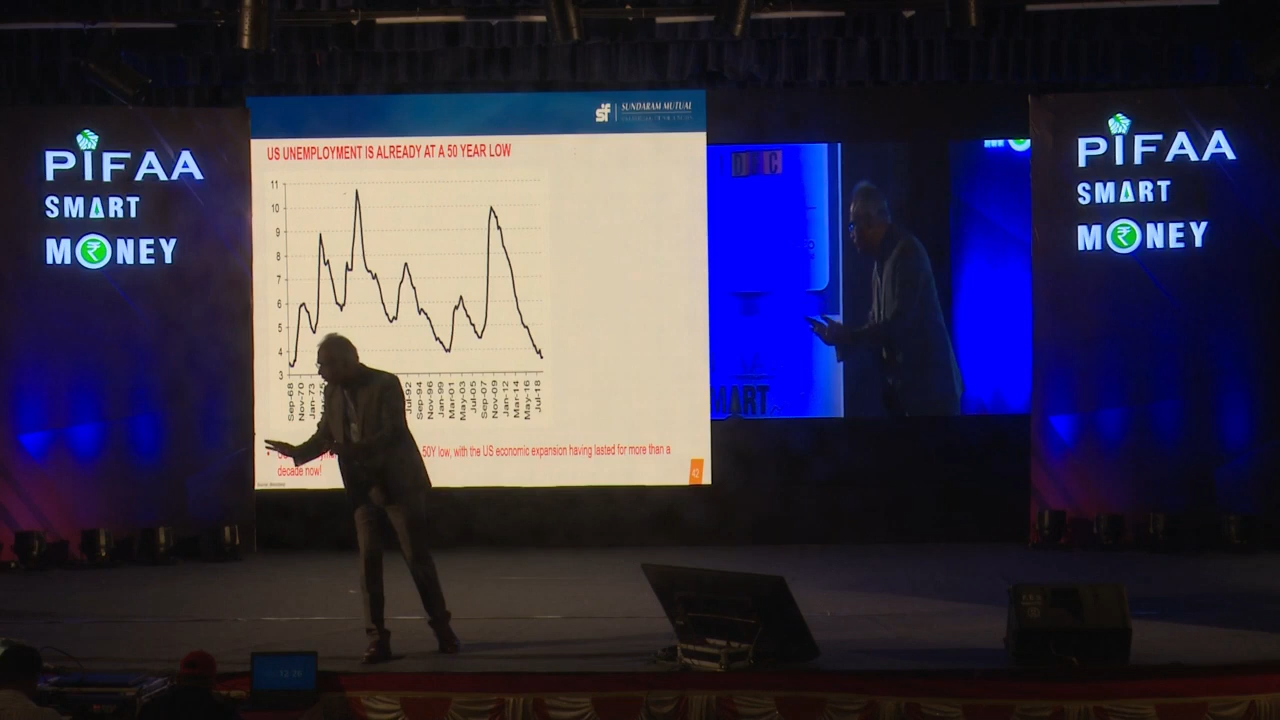 PIFAA
SMART
MONEY
SUNDARAM MUTUAL
US UNEMPLOYMENT IS ALREADY AT A 50 YEAR LOW
11
10
9
8
7
6
5
4
3
Sep-68
Nov-70
Jan-73
Jul-92
Sep-94
Nov-96
Jan-99
Mar-01
May-03
Jul-05
Sep-07
Nov-09
Jan-12
Mar-14
May-16
Jul-18
50Y low, with the US economic expansion having lasted for more than a
decade now!
42
SMART
PIFAA
SMART
MONEY